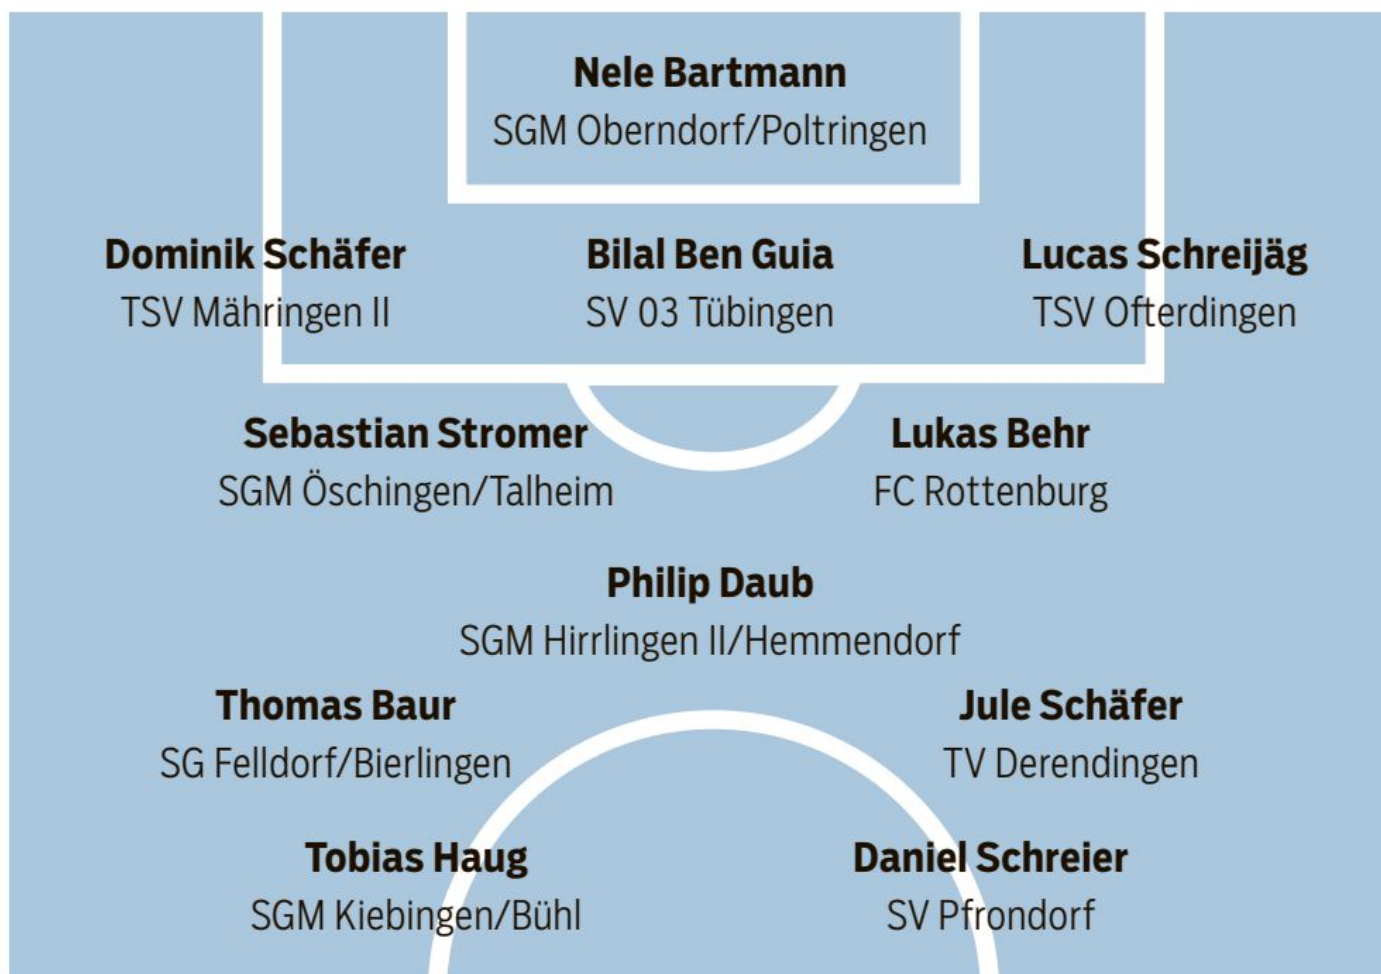 Nele Bartmann
SGM Oberndorf/Poltringen
Dominik Schäfer
TSV Mähringen II
Bilal Ben Guia
SV 03 Tübingen
Lucas Schreijäg
TSV Ofterdingen
Sebastian Stromer
SGM Öschingen/Talheim
Lukas Behr
FC Rottenburg
Philip Daub
SGM Hirrlingen II/Hemmendorf
Thomas Baur
SG Felldorf/Bierlingen
Jule Schäfer
TV Derendingen
Tobias Haug
SGM Kiebingen/Bühl
Daniel Schreier
SV Pfrondorf